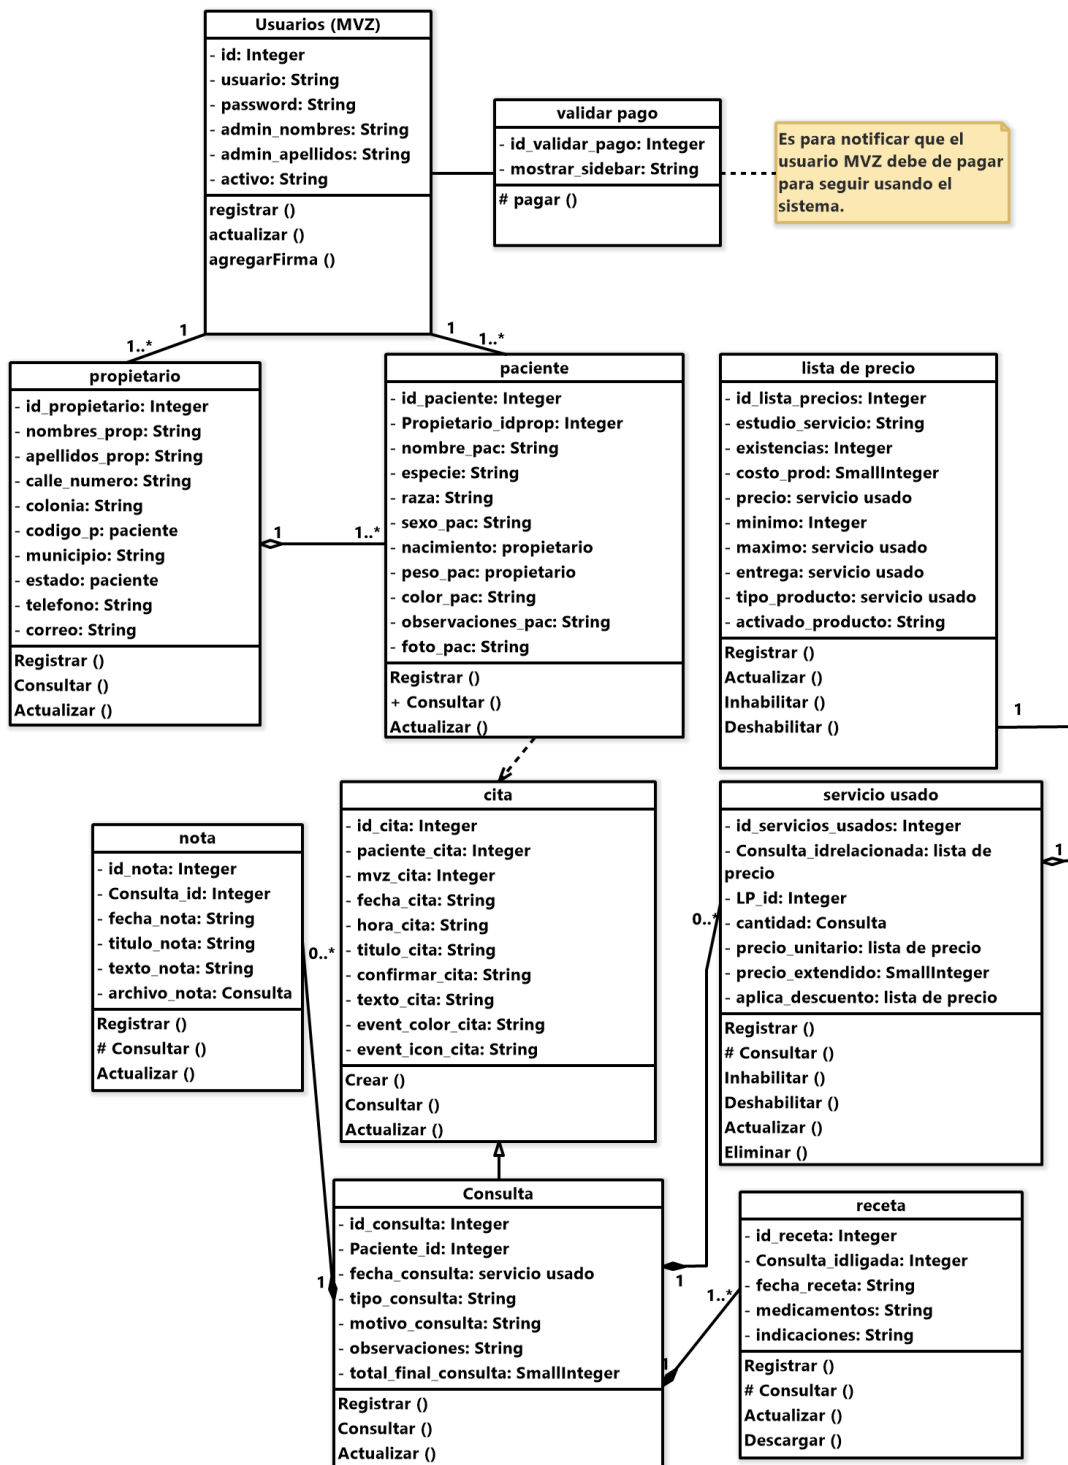 Usuarios (MVZ)
- id: Integer
- usuario: String
- password: String
- admin_nombres: String
- admin_apellidos: String
- activo: String
registrar ()
actualizar ()
agregarFirma ()
validar pago
- id_validar_pago: Integer
- mostrar_sidebar: String
# pagar ()
Es para notificar que el
usuario MVZ debe de pagar
para seguir usando el
sistema.
1
1..*
1
1..*
propietario
- id_propietario: Integer
- nombres_prop: String
- apellidos_prop: String
- calle_numero: String
- colonia: String
- codigo_p: paciente
- municipio: String
- estado: paciente
- telefono: String
- correo: String
Registrar ()
Consultar ()
Actualizar ()
1
1..*
paciente
- id_paciente: Integer
- Propietario_idprop: Integer
- nombre_pac: String
- especie: String
- raza: String
- sexo_pac: String
- nacimiento: propietario
- peso_pac: propietario
- color_pac: String
- observaciones_pac: String
- foto_pac: String
Registrar ()
+ Consultar ()
Actualizar ()
lista de precio
- id_lista_precios: Integer
- estudio_servicio: String
- existencias: Integer
- costo_prod: SmallInteger
- precio: servicio usado
- minimo: Integer
- maximo: servicio usado
- entrega: servicio usado
- tipo_producto: servicio usado
- activado_producto: String
Registrar ()
Actualizar ()
Inhabilitar ()
Deshabilitar ()
1
nota
- id_nota: Integer
- Consulta_id: Integer
- fecha_nota: String
- titulo_nota: String
- texto_nota: String
- archivo_nota: Consulta
Registrar ()
# Consultar ()
Actualizar ()
0..*
cita
- id_cita: Integer
- paciente_cita: Integer
- mvz_cita: Integer
- fecha_cita: String
- hora_cita: String
- titulo_cita: String
- confirmar_cita: String
- texto_cita: String
- event_color_cita: String
- event_icon_cita: String
Crear ()
Consultar ()
Actualizar ()
servicio usado
- id_servicios_usados: Integer
- Consulta_idrelacionada: lista de
precio
- LP_id: Integer
- cantidad: Consulta
- precio_unitario: lista de precio
- precio_extendido: SmallInteger
- aplica_descuento: lista de precio
Registrar ()
# Consultar ()
Inhabilitar ()
Deshabilitar ()
Actualizar ()
Eliminar ()
1
0..*
Consulta
- id_consulta: Integer
- Paciente_id: Integer
- fecha_consulta: servicio usado
- tipo_consulta: String
- motivo_consulta: String
- observaciones: String
- total_final_consulta: SmallInteger
Registrar ()
Consultar ()
Actualizar ()
1
1
1
1..*
receta
- id_receta: Integer
- Consulta_idligada: Integer
- fecha_receta: String
- medicamentos: String
- indicaciones: String
Registrar ()
# Consultar ()
Actualizar ()
Descargar ()